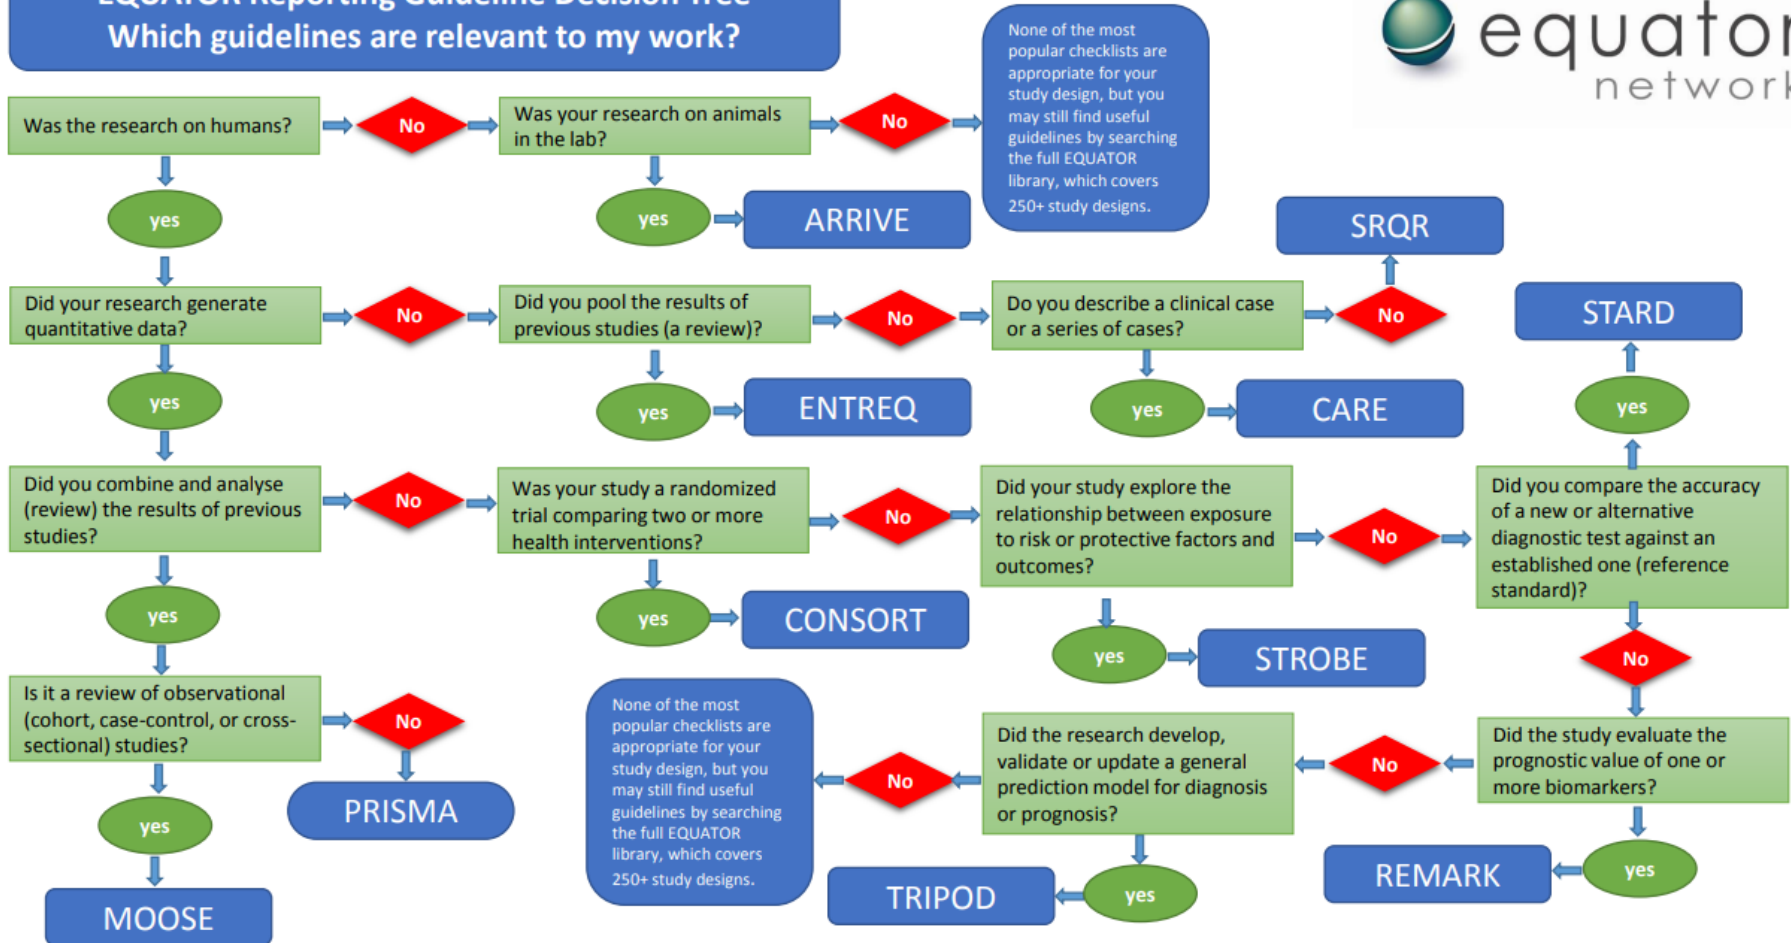 EQUATOR Reporting Guideline Decision Tree
Which guidelines are relevant to my work?
equator
network
None of the most
popular checklists are
appropriate for your
study design, but you
may still find useful
guidelines by searching
the full EQUATOR
library, which covers
250+ study designs.
Was the research on humans?
No
Was your research on animals
in the lab?
No
yes
yes
ARRIVE
SRQR
Did your research generate
quantitative data?
No
Did you pool the results of
previous studies (a review)?
No
Do you describe a clinical case
or a series of cases?
No
STARD
yes
yes
ENTREQ
yes
CARE
yes
Did you combine and analyse
(review) the results of previous
studies?
No
Was your study a randomized
trial comparing two or more
health interventions?
No
Did your study explore the
relationship between exposure
to risk or protective factors and
outcomes?
No
Did you compare the accuracy
of a new or alternative
diagnostic test against an
established one (reference
standard)?
yes
yes
CONSORT
yes
STROBE
No
Is it a review of observational
(cohort, case-control, or cross-
sectional) studies?
No
PRISMA
None of the most
popular checklists are
appropriate for your
study design, but you
may still find useful
guidelines by searching
the full EQUATOR
library, which covers
250+ study designs.
No
Did the research develop,
validate or update a general
prediction model for diagnosis
or prognosis?
No
Did the study evaluate the
prognostic value of one or
more biomarkers?
yes
MOOSE
TRIPOD
yes
REMARK
yes